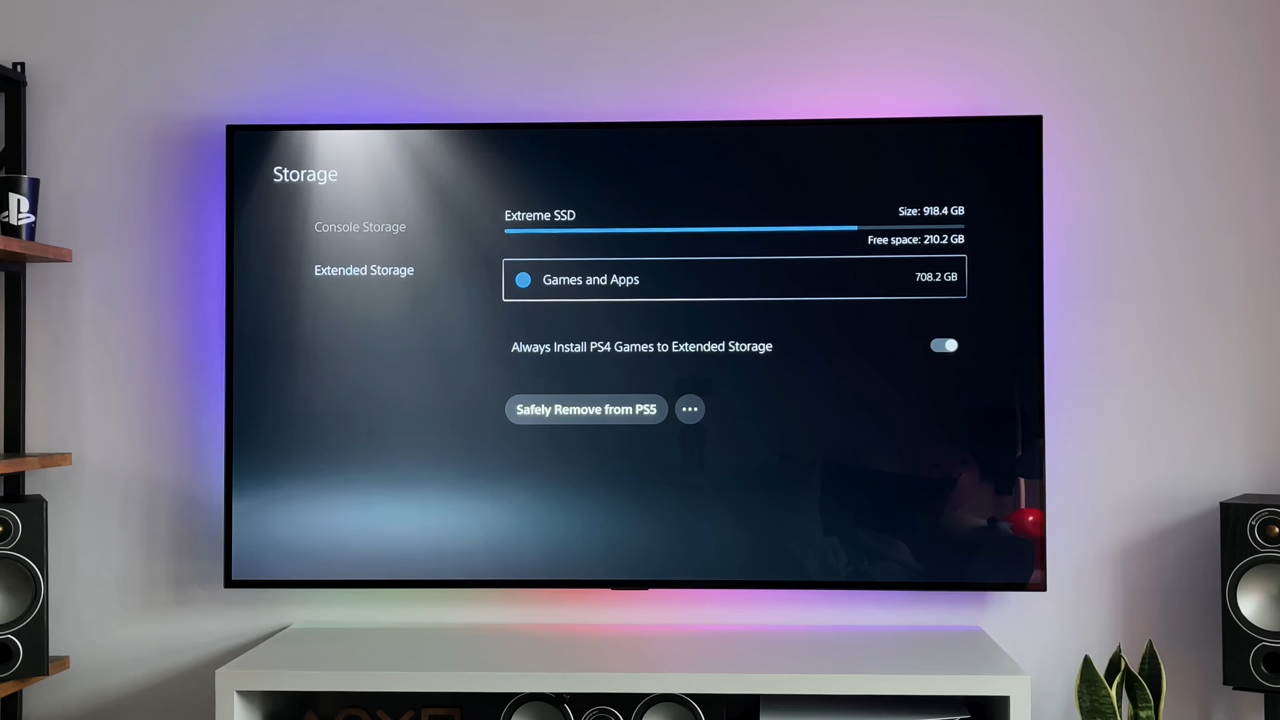 Storage
Console Storage
Extended Storage
Extreme SSD
Size: 918.4 GB
Free space: 210.2 GB
Games and Apps
708.2 GB
Always Install PS4 Games to Extended Storage
Safely Remove from PS5